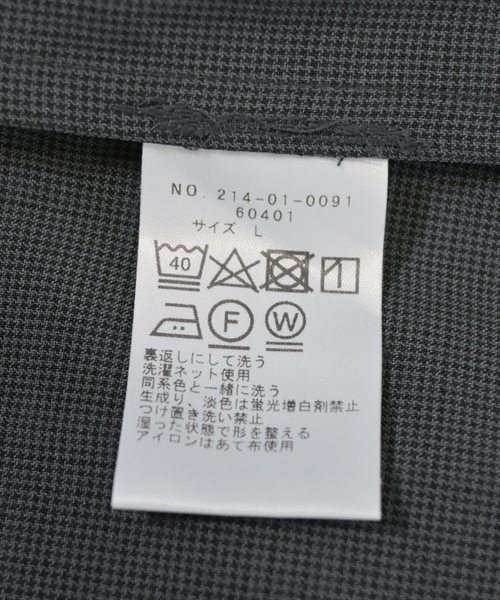 NO. 214-01-0091
60401
サイズ L
40
F W
裏返しにして洗う
洗濯ネット使用
同系色と一緒に洗う
生成り、淡色は蛍光増白剤禁止
つけ置き洗い禁止
湿った状態で形を整える
アイロンはあて布使用